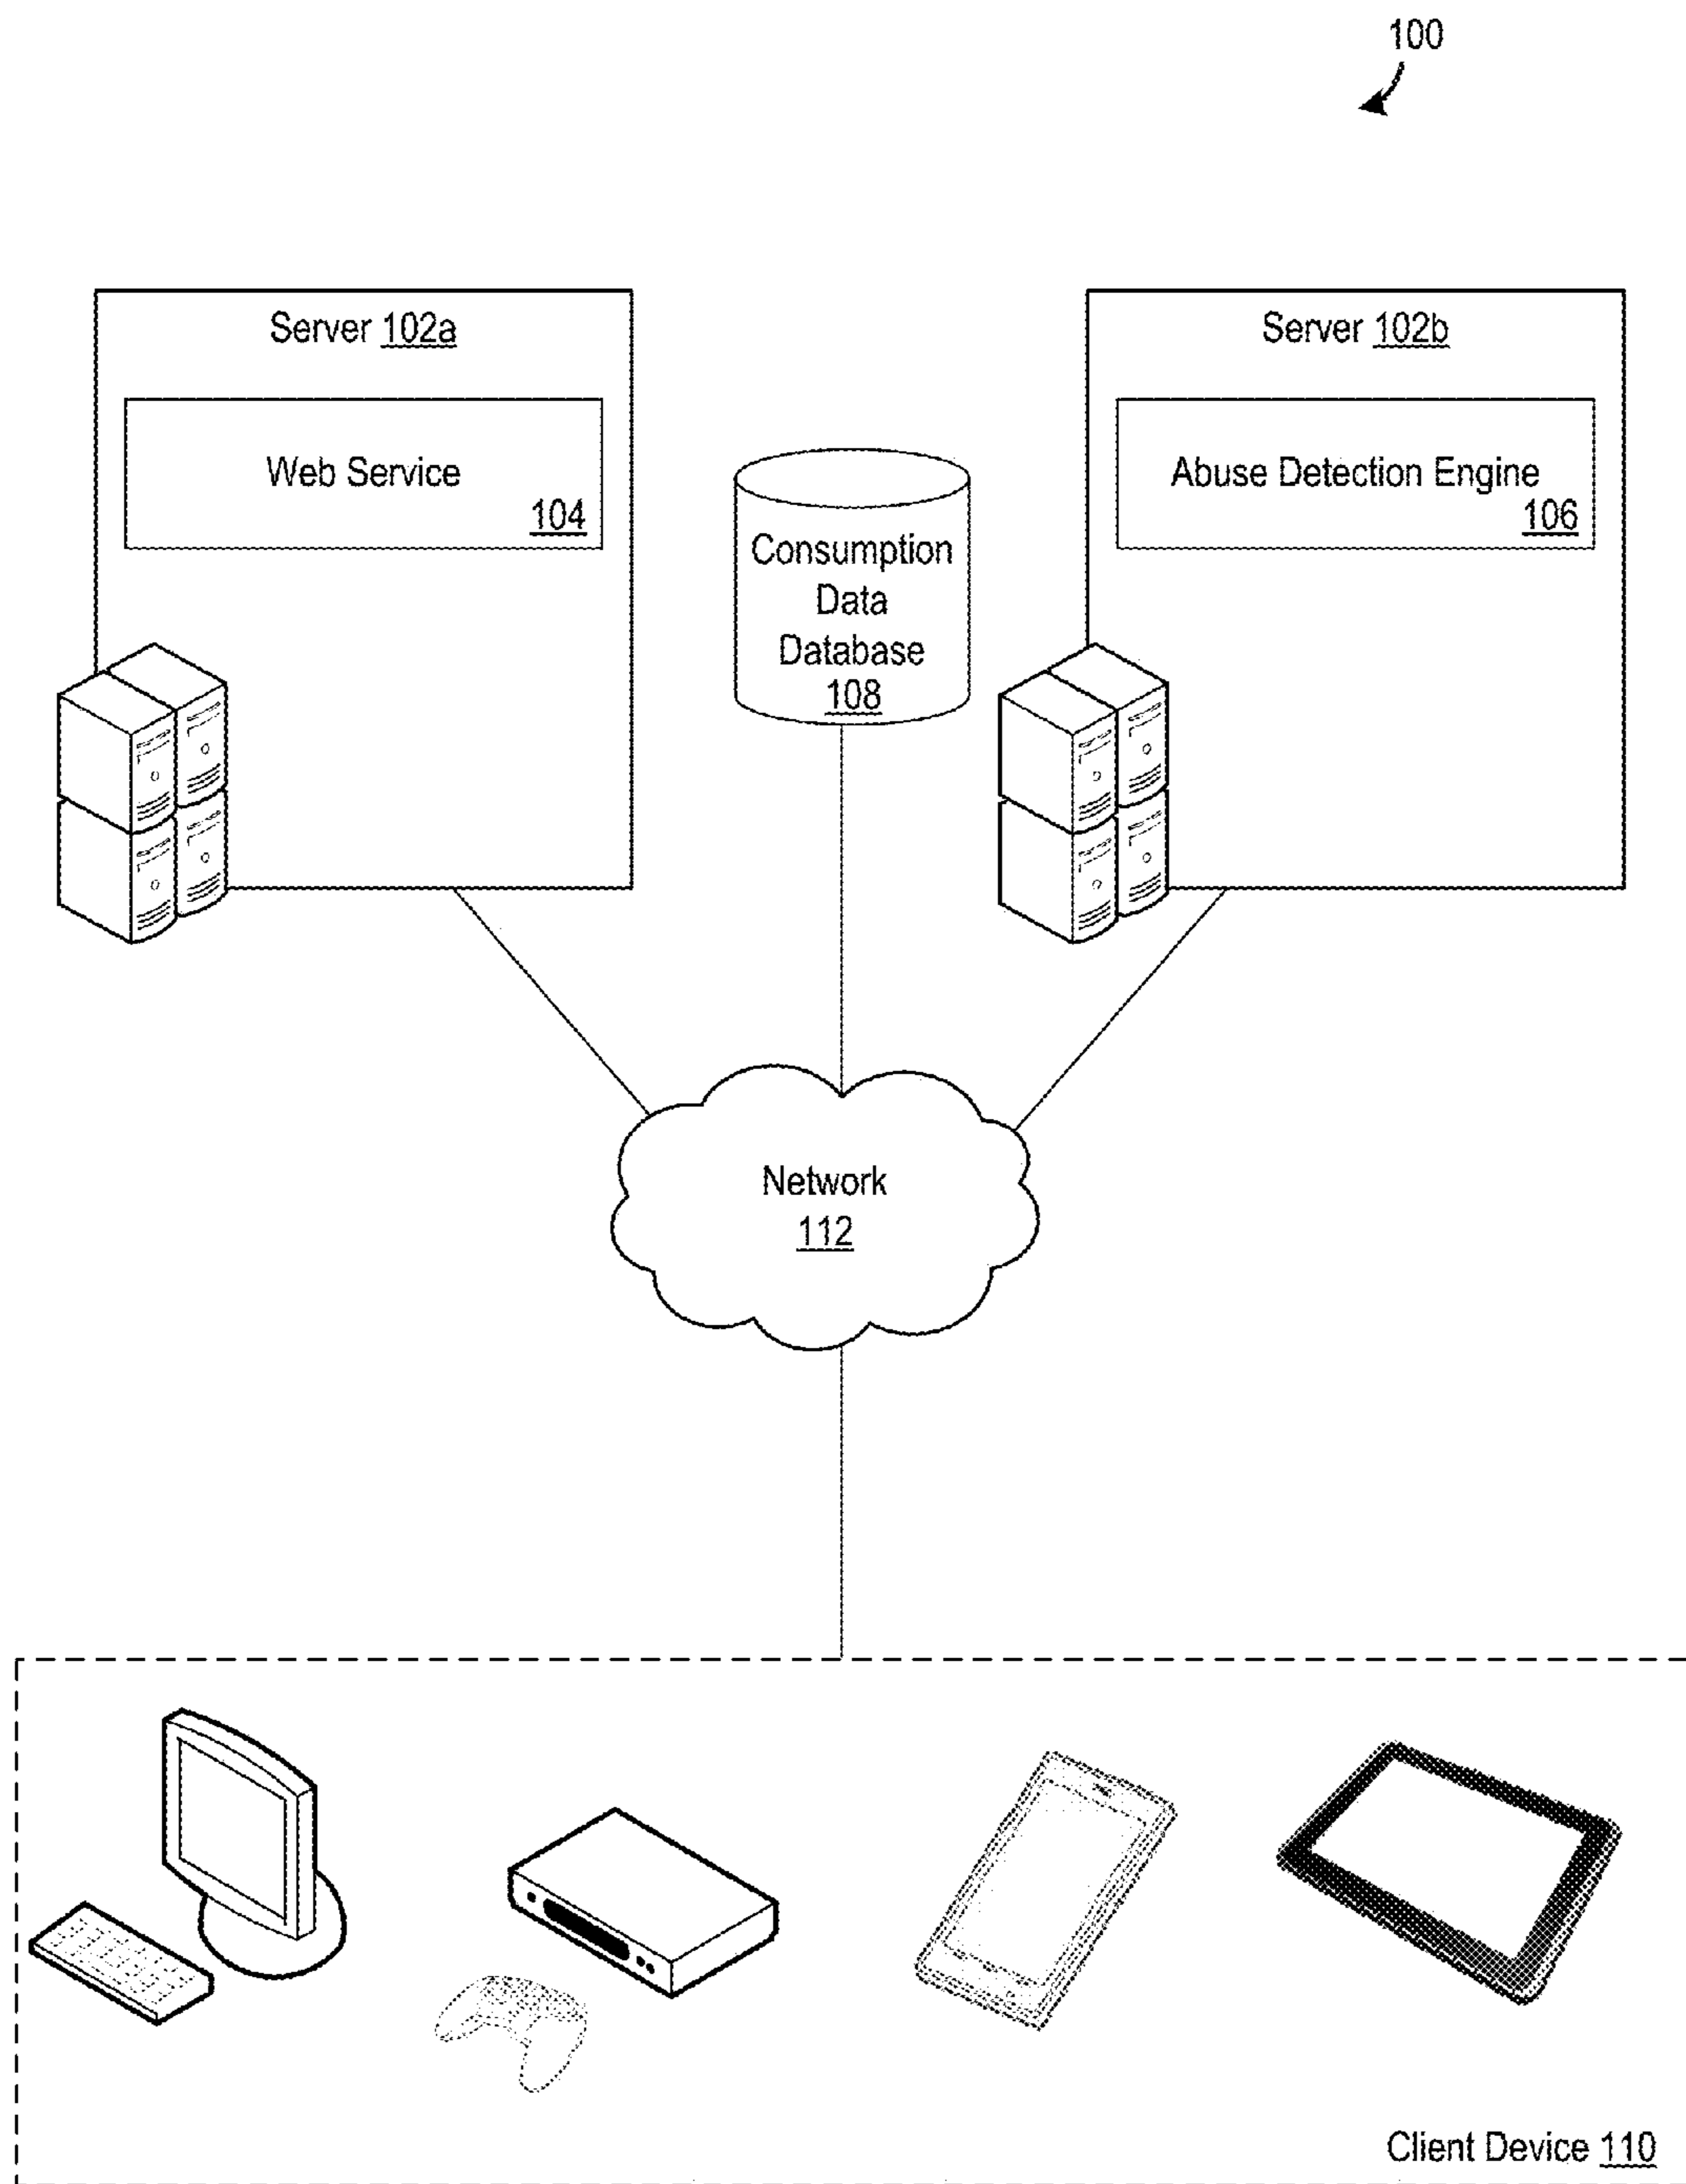 100
Server 102a
Web Service
104
Consumption
Data
Database
108
Server 102b
Abuse Detection Engine
106
Network
112
Client Device 110